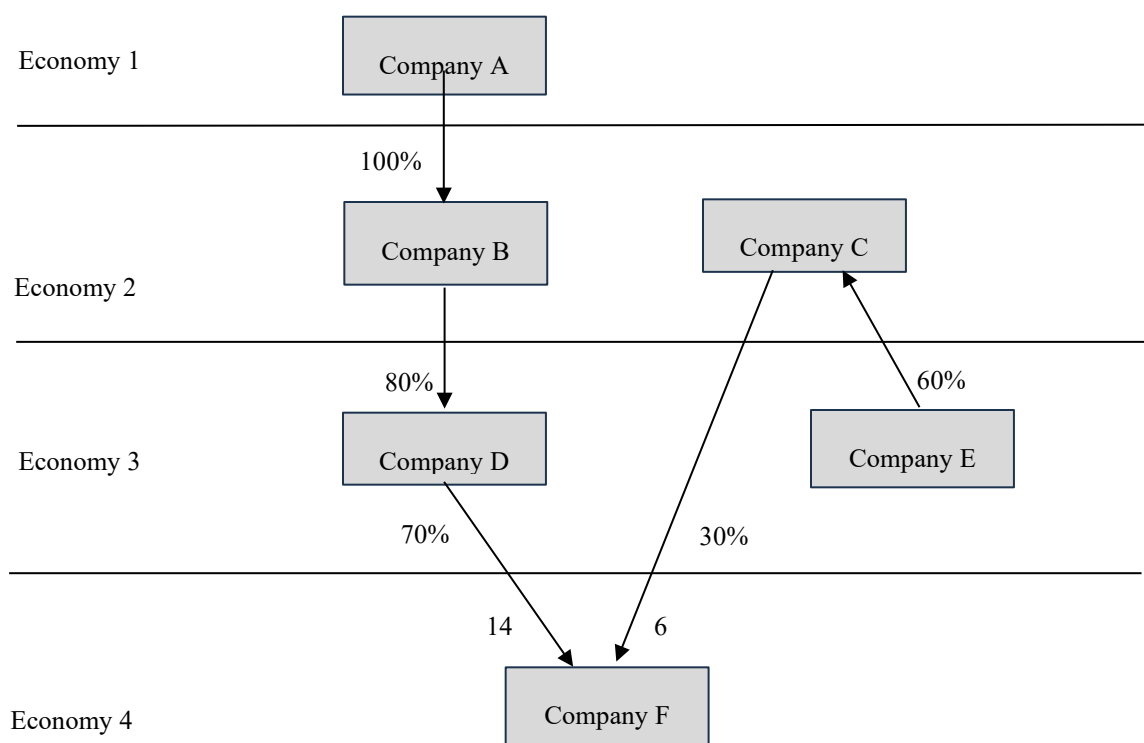 Economy 1
Company A
100%
Company B
Company C
Economy 2
80%
60%
Economy 3
Company D
Company E
70%
30%
14
6
Economy 4
Company F